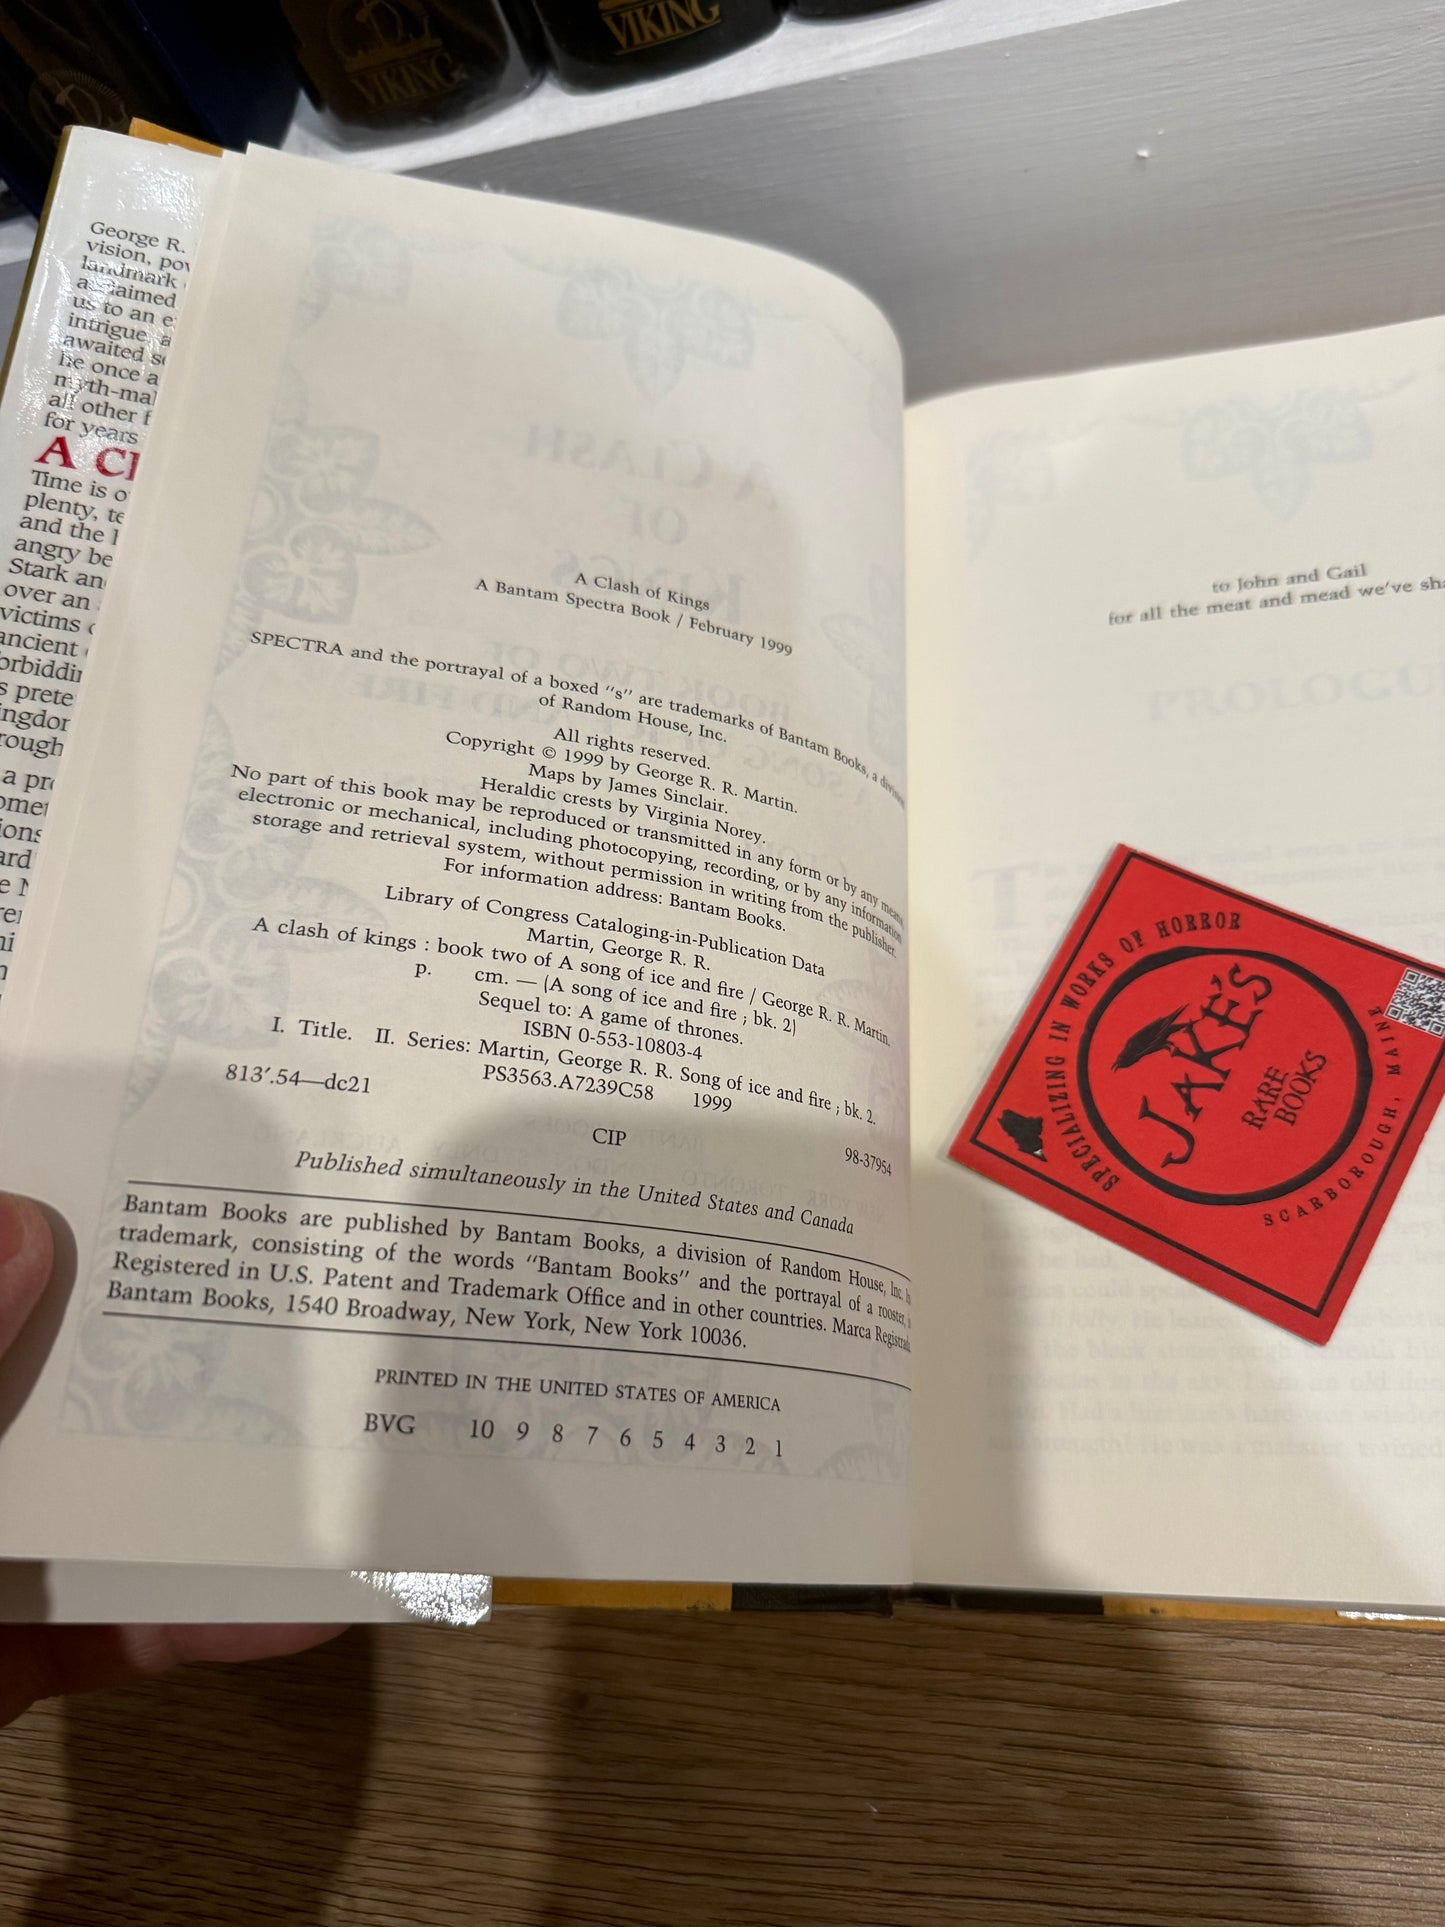 VIKING
VIKING
George R.
vision,
landmark
us to an
intrigue,
awaited
he once a
all other
for years
A
Time is
plenty,
and the
angry be
Stark
over an
victims
ancient
a
A Clash of Kings
A Bantam Spectra Book / February 1999
SPECTRA and the portrayal of a boxed "s" are trademarks of Bantam Books, a division
of Random House, Inc.
All rights reserved.
Copyright © 1999 by George R. R. Martin.
Maps by James Sinclair.
Heraldic crests by Virginia Norey.
No part of this book may be reproduced or transmitted in any form or by any means
electronic or mechanical, including photocopying, recording, or by any information
storage and retrieval system, without permission in writing from the publisher.
For information address: Bantam Books.
Library of Congress Cataloging-in-Publication Data
Martin, George R. R.
A clash of kings : book two of A song of ice and fire / George R. R. Martin.
p. cm. — (A song of ice and fire ; bk. 2)
Sequel to: A game of thrones.
ISBN 0-553-10803-4
I. Title. II. Series: Martin, George R. R. Song of ice and fire ; bk. 2.
PS3563.A7239C58 1999
813'.54—dc21
98-37954
CIP
Published simultaneously in the United States and Canada
Bantam Books are published by Bantam Books, a division of Random House, Inc. Its
trademark, consisting of the words "Bantam Books" and the portrayal of a rooster, is
Registered in U.S. Patent and Trademark Office and in other countries. Marca Registrada
Bantam Books, 1540 Broadway, New York, New York 10036.
PRINTED IN THE UNITED STATES OF AMERICA
BVG 10 9 8 7 6 5 4 3 2 1
to John and Gail
for all the meat and mead we've
PROLOGU
SPECIALIZING IN WORKS OF HORROR
JAKE'S
RARE
BOOKS
SCARBOROUGH, MAINE